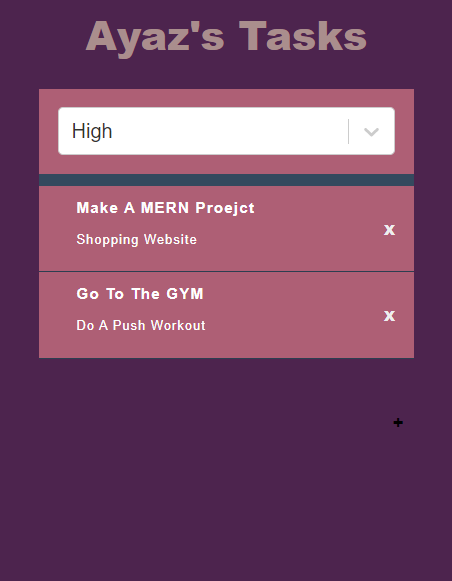 Ayaz's Tasks
High
Make A MERN Proejct
Shopping Website
x
Go To The GYM
Do A Push Workout
x
+